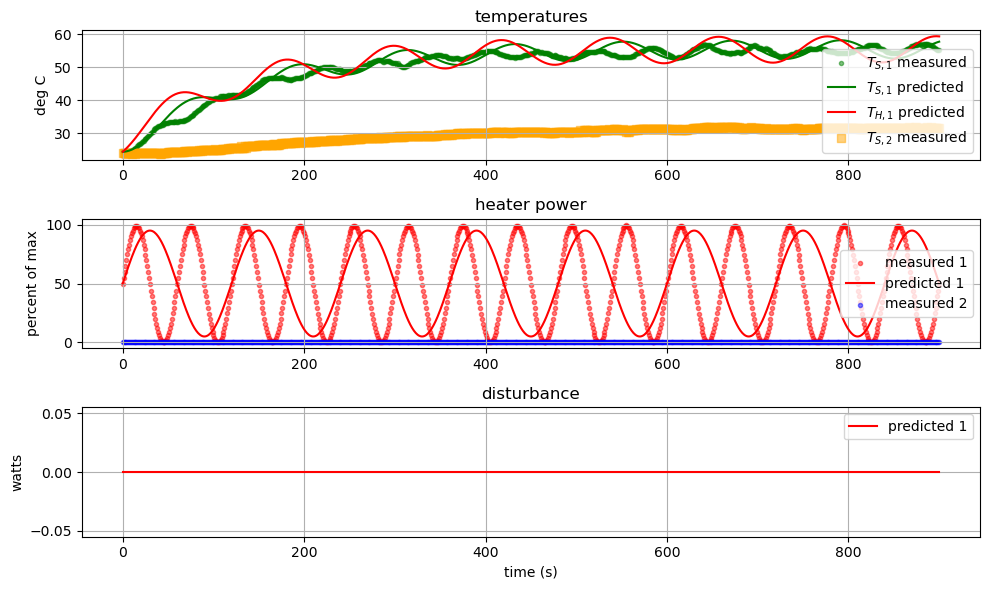 temperatures
deg C
60
50
40
30
T_{S,1} measured
T_{S,1} predicted
T_{H,1} predicted
T_{S,2} measured
0 200 400 600 800
heater power
percent of max
100
50
0
measured 1
predicted 1
measured 2
0 200 400 600 800
disturbance
watts
0.05
0.00
−0.05
predicted 1
0 200 400 600 800
time (s)